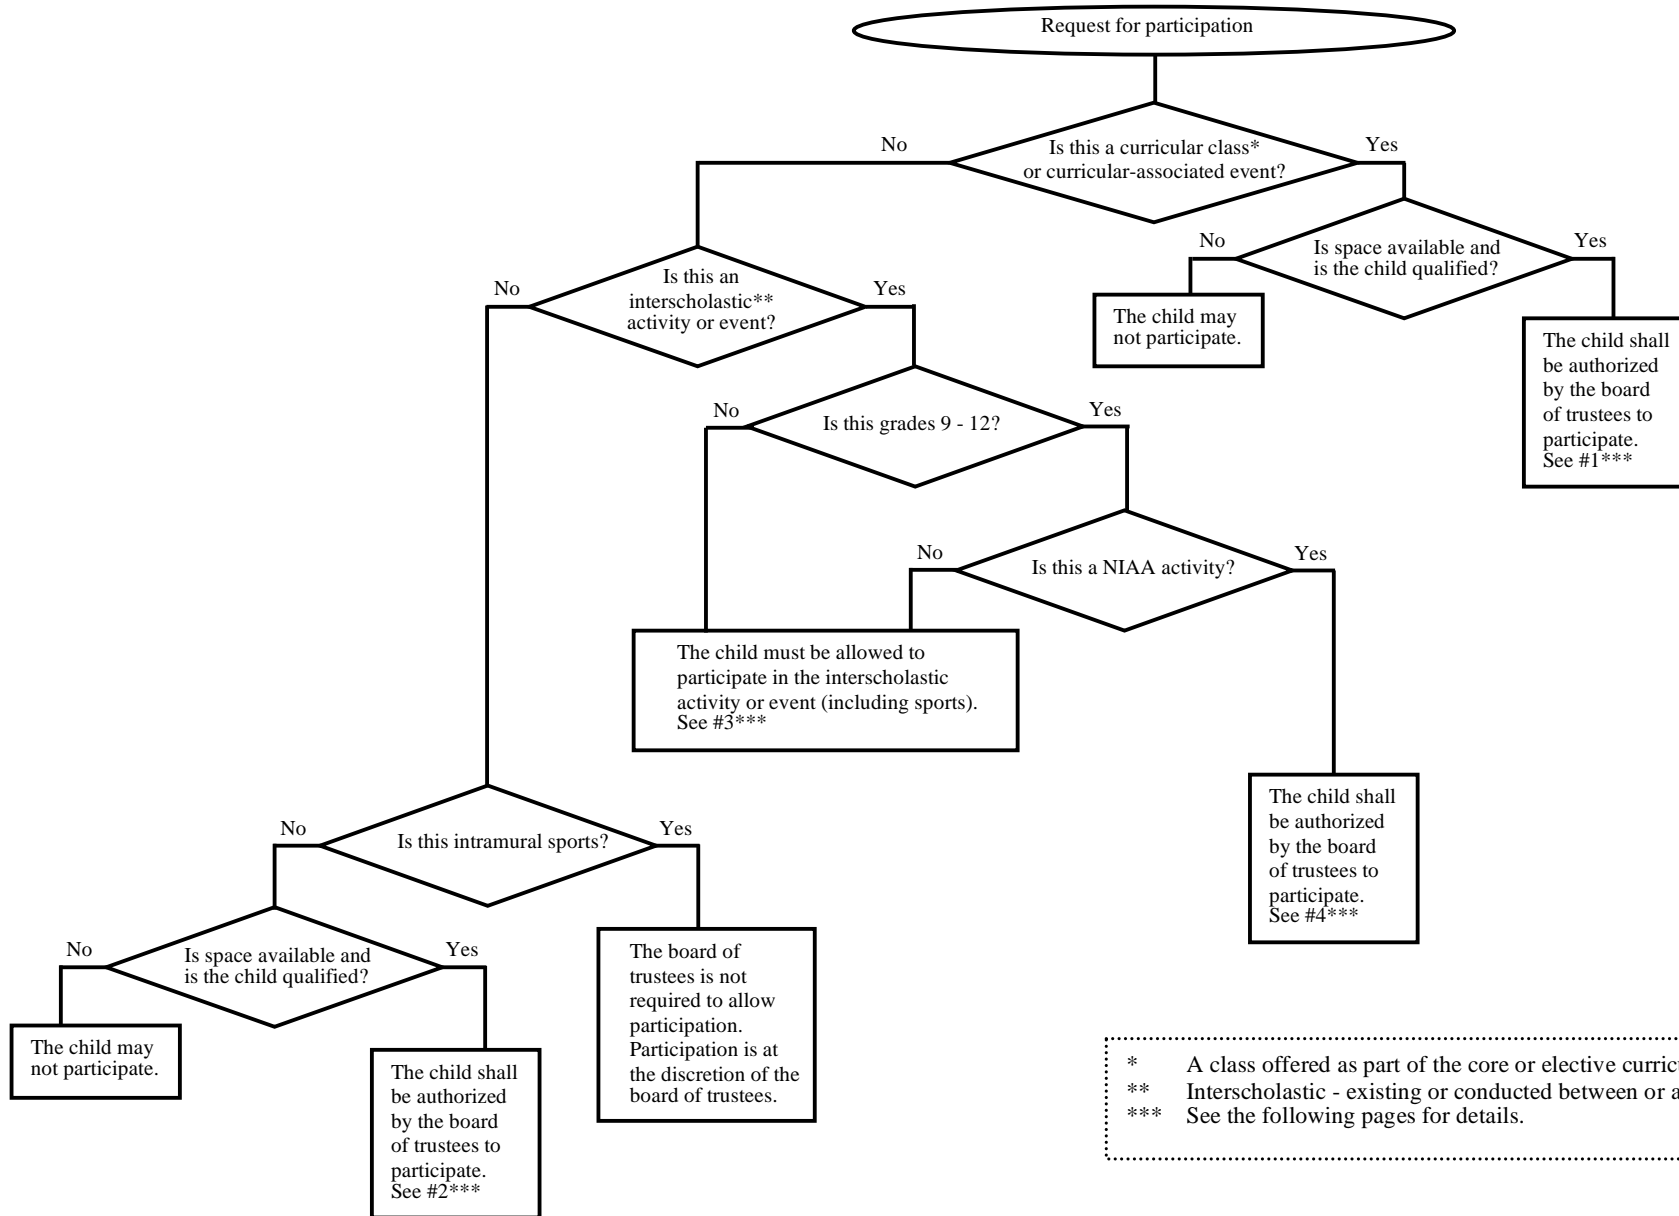 Request for participation
Is this a curricular class*
or curricular-associated event?
No
Yes
Is space available and
is the child qualified?
No
Yes
The child may
not participate.
The child shall
be authorized
by the board
of trustees to
participate.
See #1***
Is this an
interscholastic**
activity or event?
No
Yes
Is this grades 9 - 12?
No
Yes
Is this a NIAA activity?
No
Yes
The child must be allowed to
participate in the interscholastic
activity or event (including sports).
See #3***
The child shall
be authorized
by the board
of trustees to
participate.
See #4***
Is this intramural sports?
No
Yes
Is space available and
is the child qualified?
No
Yes
The board of
trustees is not
required to allow
participation.
Participation is at
the discretion of the
board of trustees.
The child may
not participate.
The child shall
be authorized
by the board
of trustees to
participate.
See #2***
* A class offered as part of the core or elective
** Interscholastic - existing or conducted between or
*** See the following pages for details.